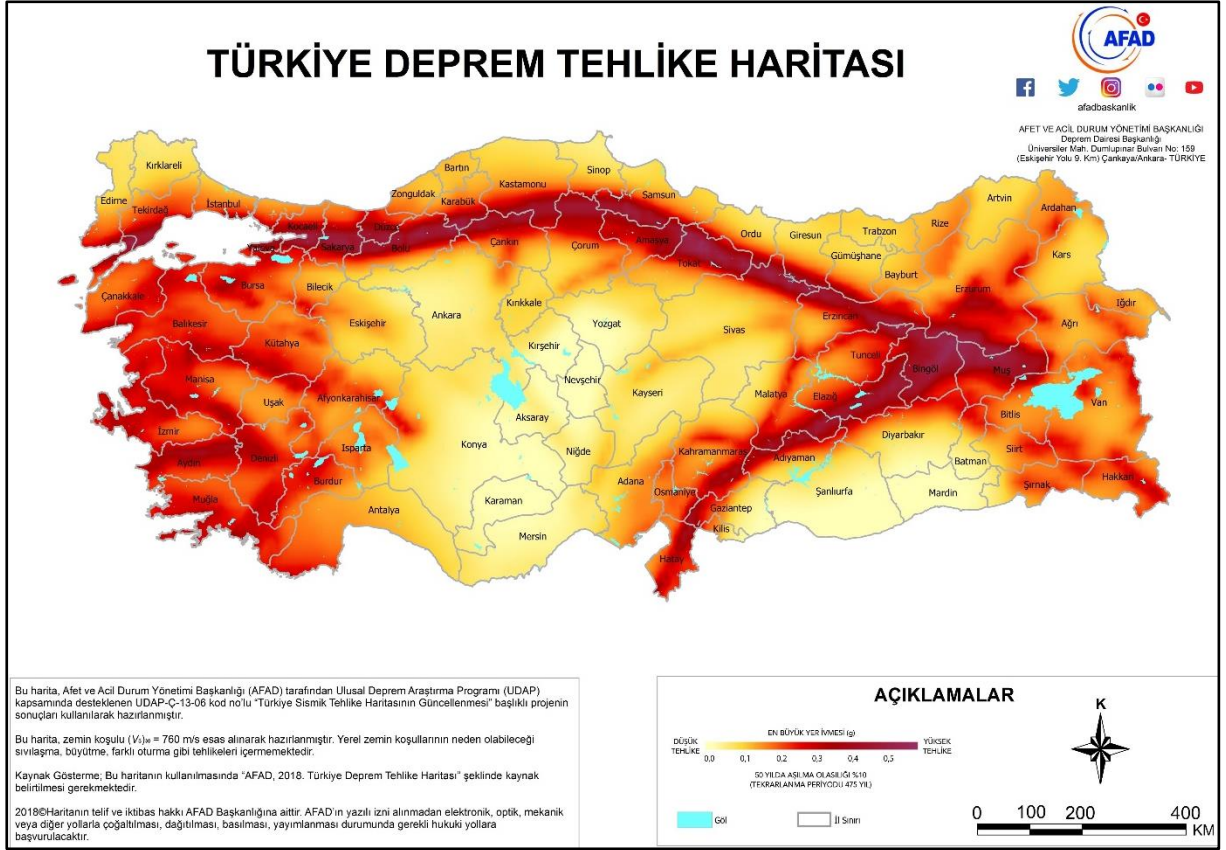 TÜRKİYE DEPREM TEHLİKE HARİTASI
AFAD
afadbaskanlik
AFET VE ACİL DURUM YÖNETİMİ BAŞKANLIĞI
Deprem Dairesi Başkanlığı
Üniversiler Mah. Dumlupınar Bulvarı No: 159
(Eskişehir Yolu 9. Km) Çankaya/Ankara- TÜRKİYE
Kırklareli
Edirne
Tekirdağ
İstanbul
Kocaeli
Yalova
Sakarya
Düzce
Bolu
Zonguldak
Bartın
Karabük
Kastamonu
Sinop
Samsun
Çankırı
Çorum
Amasya
Tokat
Ordu
Giresun
Trabzon
Gümüşhane
Bayburt
Rize
Artvin
Ardahan
Kars
Erzurum
Iğdır
Ağrı
Çanakkale
Bursa
Bilecik
Balıkesir
Kütahya
Eskişehir
Ankara
Kırıkkale
Kırşehir
Yozgat
Sivas
Erzincan
Tunceli
Bingöl
Muş
Manisa
Uşak
Afyonkarahisar
Nevşehir
Kayseri
Malatya
Elazığ
Bitlis
Van
İzmir
Aydın
Denizli
Isparta
Burdur
Konya
Aksaray
Niğde
Kahramanmaraş
Adıyaman
Diyarbakır
Batman
Siirt
Şırnak
Hakkari
Muğla
Antalya
Karaman
Mersin
Adana
Osmaniye
Gaziantep
Kilis
Hatay
Şanlıurfa
Mardin
Bu harita, Afet ve Acil Durum Yönetimi Başkanlığı (AFAD) tarafından Ulusal Deprem Araştırma Programı (UDAP)
kapsamında desteklenen UDAP-Ç-13-06 kod no'lu "Türkiye Sismik Tehlike Haritasının Güncellenmesi" başlıklı projenin
sonuçları kullanılarak hazırlanmıştır.
Bu harita, zemin koşulu (Vs)30 = 760 m/s esas alınarak hazırlanmıştır. Yerel zemin koşullarının neden olabileceği
sıvılaşma, büyütme, farklı oturma gibi tehlikeleri içermemektedir.
Kaynak Gösterme; Bu haritanın kullanılmasında "AFAD, 2018. Türkiye Deprem Tehlike Haritası" şeklinde kaynak
belirtilmesi gerekmektedir.
2018©Haritanın telif ve iktibas hakkı AFAD Başkanlığına aittir. AFAD'ın yazılı izni alınmadan elektronik, optik, mekanik
veya diğer yollarla çoğaltılması, dağıtılması, basılması, yayımlanması durumunda gerekli hukuki yollara
başvurulacaktır.
AÇIKLAMALAR
EN BÜYÜK YER İVMESİ (g)
DÜŞÜK
TEHLİKE
YÜKSEK
TEHLİKE
0,0 0,1 0,2 0,3 0,4 0,5
50 YILDA AŞILMA OLASILIĞI %10
(TEKRARLANMA PERİYODU 475 YIL)
Göl
İl Sınırı
K
0 100 200 400
KM